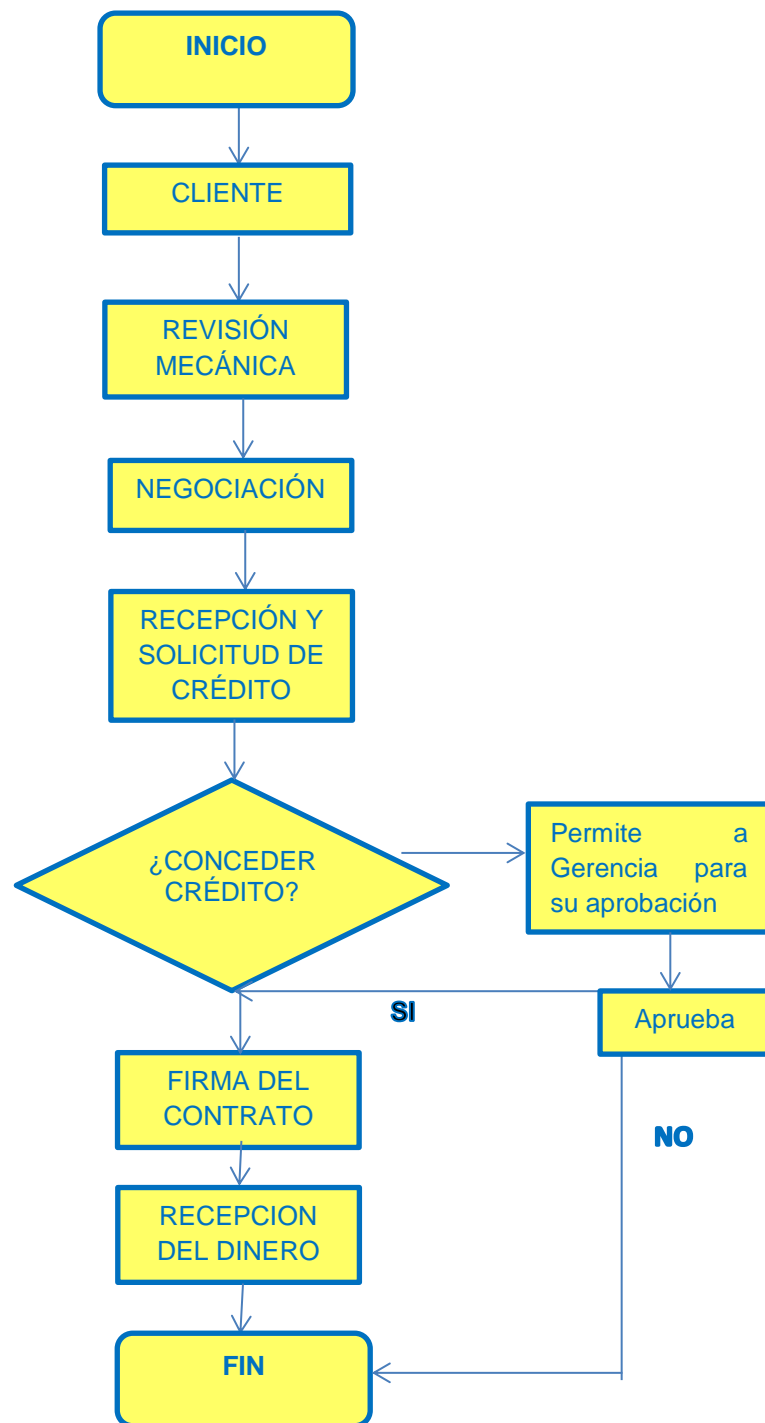 INICIO
CLIENTE
REVISIÓN
MECÁNICA
NEGOCIACIÓN
RECEPCIÓN Y
SOLICITUD DE
CRÉDITO
¿CONCEDER
CRÉDITO?
Permite a
Gerencia para
su aprobación
SI
Aprueba
FIRMA DEL
CONTRATO
NO
RECEPCION
DEL DINERO
FIN